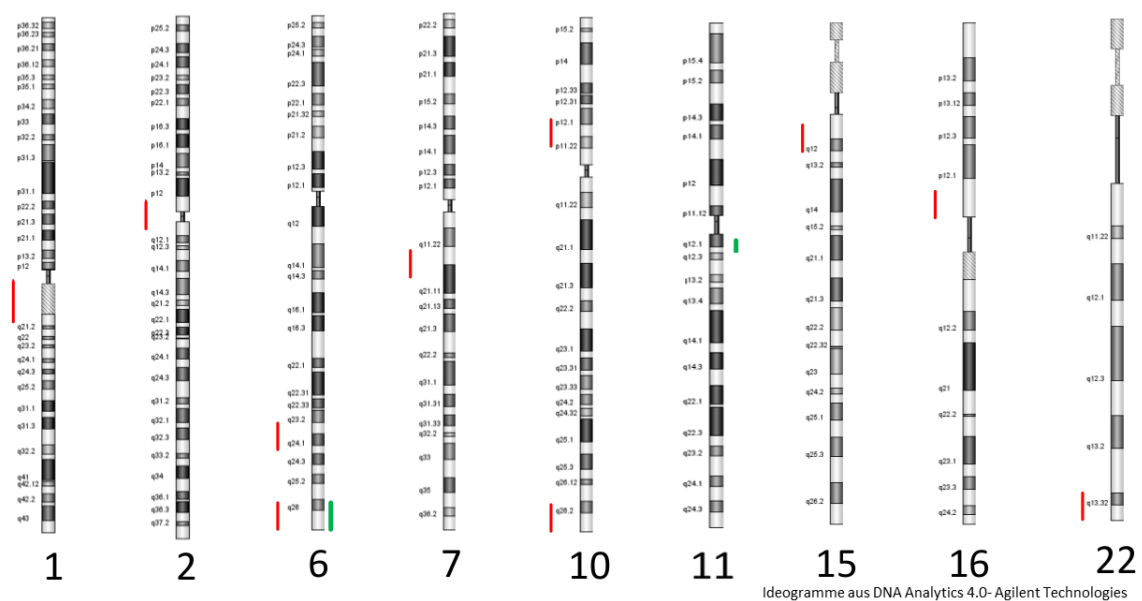 p36.32
p36.23
p36.21
p36.12
p35.3
p35.1
p34.2
p33
p32.2
p31.3
p31.1
p22.2
p21.3
p21.1
p13.2
p12
q21.2
q22
q23.2
q24.1
q24.3
q25.2
q31.1
q31.3
q32.2
q41
q42.12
q42.2
q43
1
p25.2
p24.3
p24.1
p23.2
p22.3
p22.1
p16.3
p16.1
p14
p13.2
p12
q12.1
q12.3
q14.1
q14.3
q21.2
q22.1
q22.3
q23.2
q24.1
q24.3
q31.2
q32.1
q32.3
q33.2
q34
q36.1
q36.3
q37.2
2
p25.2
p24.3
p24.1
p22.3
p22.1
p21.32
p21.2
p12.3
p12.1
q12
q14.1
q14.3
q16.1
q16.3
q22.1
q22.31
q22.33
q23.2
q24.1
q24.3
q25.2
q26
6
p22.2
p21.3
p21.1
p15.2
p14.3
p14.1
p12.3
p12.1
q11.22
q21.11
q21.13
q21.3
q22.2
q31.1
q31.31
q31.33
q32.2
q33
q35
q36.2
7
p15.2
p14
p12.33
p12.31
p12.1
p11.22
q11.22
q21.1
q21.3
q22.2
q23.1
q23.31
q23.33
q24.2
q24.32
q25.1
q25.3
q26.12
q26.2
10
p15.4
p15.2
p14.3
p14.1
p12
p11.12
q12.1
q12.3
q13.2
q13.4
q14.1
q14.3
q22.1
q22.3
q23.2
q24.1
q24.3
11
q12
q13.2
q14
q15.2
q21.1
q21.3
q22.2
q22.32
q23
q24.2
q25.1
q25.3
q26.2
15
p13.2
p13.12
p12.3
p12.1
q12.2
q21
q22.2
q23.1
q23.3
q24.2
16
q11.22
q12.1
q12.3
q13.2
q13.32
22
Ideogramme aus DNA Analytics 4.0- Agilent Technologies